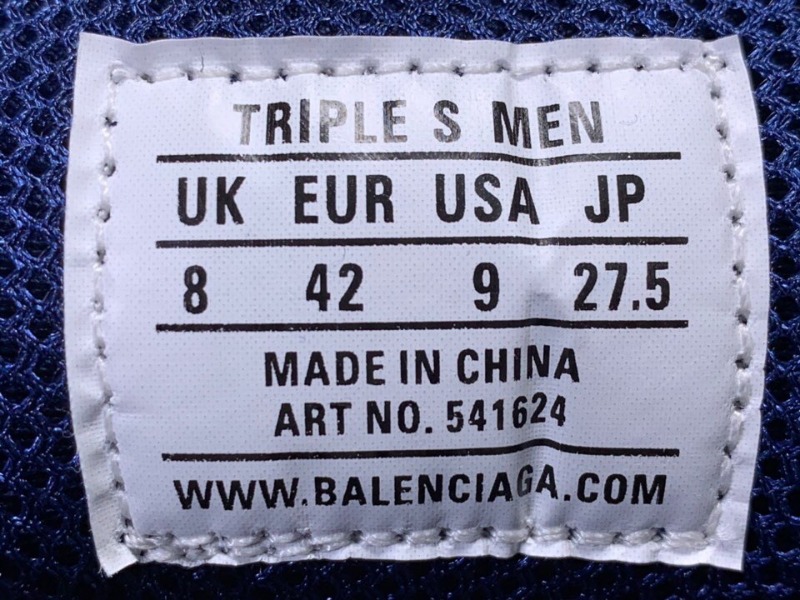 TRIPLE S MEN
UK EUR USA JP
8 42 9 27.5
MADE IN CHINA
ART NO. 541624
WWW.BALENCIAGA.COM